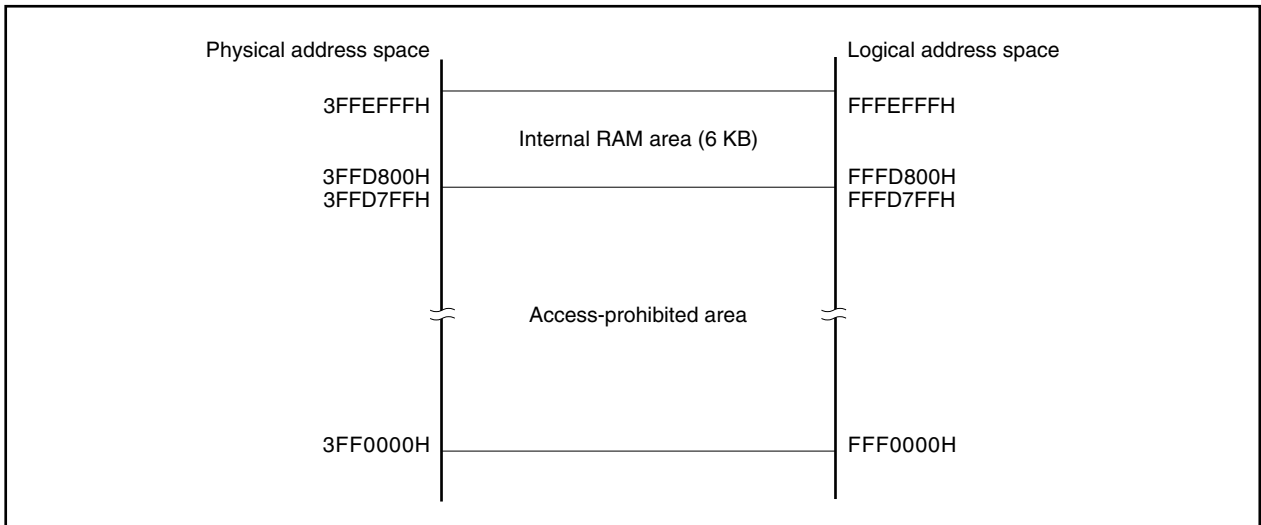 Physical address space
Logical address space
3FFEFFFH
FFFEFFFH
Internal RAM area (6 KB)
3FFD800H
FFFD800H
3FFD7FFH
FFFD7FFH
Access-prohibited area
3FF0000H
FFF0000H